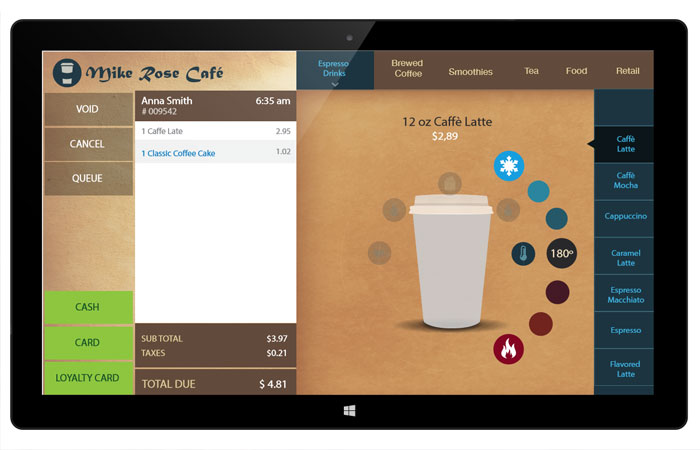 Mike Rose Café
Espresso
Drinks
Brewed
Coffee
Smoothies
Tea
Food
Retail
VOID
CANCEL
QUEUE
CASH
CARD
LOYALTY CARD
Anna Smith 6:35 am
# 009542
1 Caffe Late 2.95
1 Classic Coffee Cake 1.02
SUB TOTAL $3.97
TAXES $0.21
TOTAL DUE $ 4.81
12 oz Caffè Latte
$2,89
180º
Caffè
Latte
Caffè
Mocha
Cappuccino
Caramel
Latte
Espresso
Macchiato
Espresso
Flavored
Latte